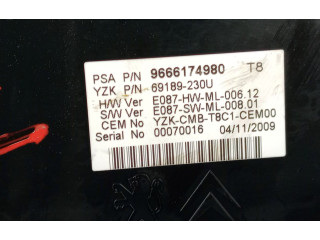 PSA P/N 9666174980 T8
YZK P/N 69189-230U
H/W Ver E087-HW-ML-006.12
S/W Ver E087-SW-ML-008.01
CEM No YZK-CMB-T8C1-CEM00
Serial No 00070016 04/11/2009